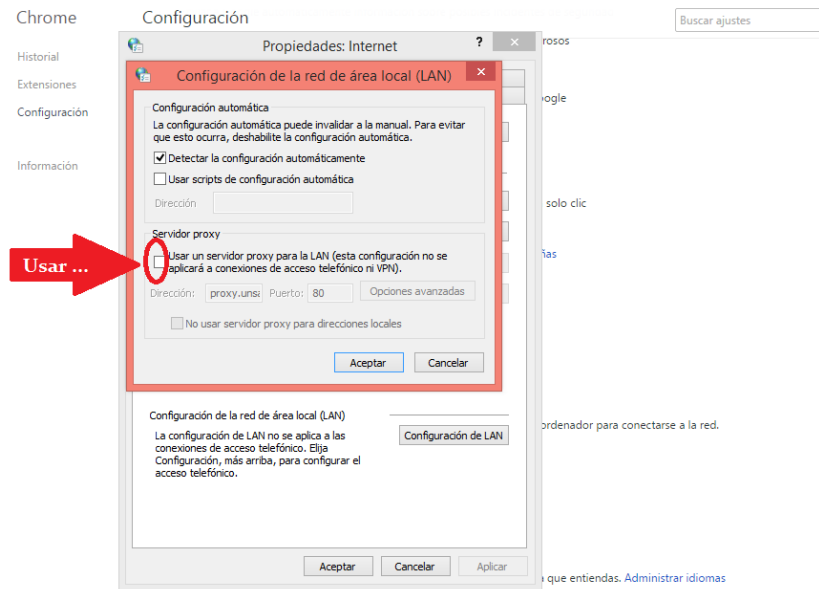 Chrome
Configuración
Buscar ajustes
Historial
Extensiones
Configuración
Información
Propiedades: Internet
?
rosos
Configuración de la red de área local (LAN)
ogle
Configuración automática
La configuración automática puede invalidar a la manual. Para evitar
que esto ocurra, deshabilite la configuración automática.
Detectar la configuración automáticamente
Usar scripts de configuración automática
Dirección
solo clic
Servidor proxy
Usar un servidor proxy para la LAN (esta configuración no se
aplicará a conexiones de acceso telefónico ni VPN).
ñas
Usar ...
Dirección: proxy.unsa Puerto: 80 Opciones avanzadas
No usar servidor proxy para direcciones locales
Aceptar Cancelar
Configuración de la red de área local (LAN)
La configuración de LAN no se aplica a las
conexiones de acceso telefónico. Elija
Configuración, más arriba, para configurar el
acceso telefónico.
Configuración de LAN
ordenador para conectarse a la red.
Aceptar Cancelar Aplicar
que entiendas. Administrar idiomas